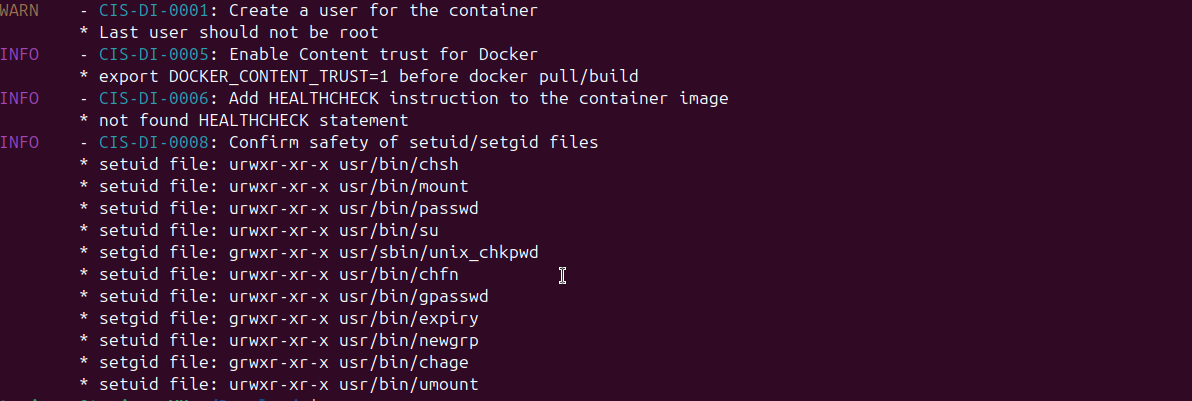 WARN - CIS-DI-0001: Create a user for the container
* Last user should not be root
INFO - CIS-DI-0005: Enable Content trust for Docker
* export DOCKER_CONTENT_TRUST=1 before docker pull/build
INFO - CIS-DI-0006: Add HEALTHCHECK instruction to the container image
* not found HEALTHCHECK statement
INFO - CIS-DI-0008: Confirm safety of setuid/setgid files
* setuid file: urwxr-xr-x usr/bin/chsh
* setuid file: urwxr-xr-x usr/bin/mount
* setuid file: urwxr-xr-x usr/bin/passwd
* setuid file: urwxr-xr-x usr/bin/su
* setgid file: grwxr-xr-x usr/sbin/unix_chkpwd
* setuid file: urwxr-xr-x usr/bin/chfn
* setuid file: urwxr-xr-x usr/bin/gpasswd
* setgid file: grwxr-xr-x usr/bin/expiry
* setuid file: urwxr-xr-x usr/bin/newgrp
* setgid file: grwxr-xr-x usr/bin/chage
* setuid file: urwxr-xr-x usr/bin/umount